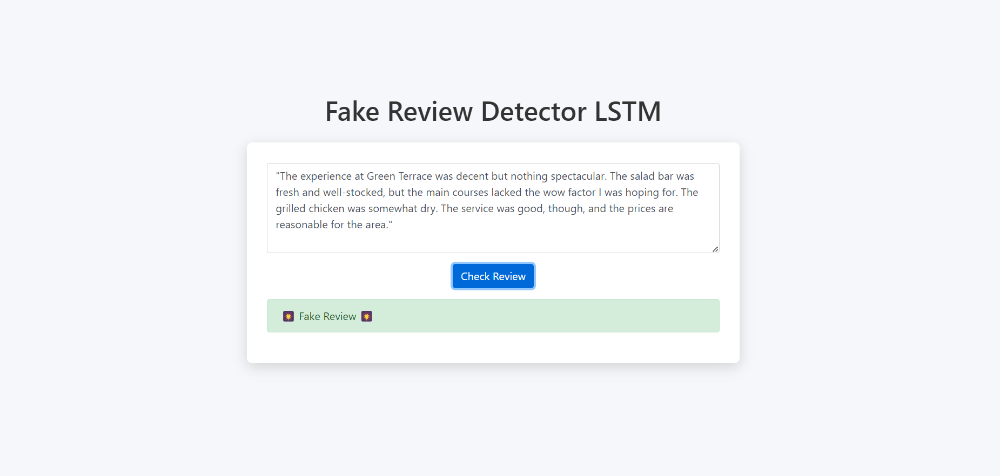 Fake Review Detector LSTM
"The experience at Green Terrace was decent but nothing spectacular. The salad bar was
fresh and well-stocked, but the main courses lacked the wow factor I was hoping for. The
grilled chicken was somewhat dry. The service was good, though, and the prices are
reasonable for the area."
Check Review
Fake Review